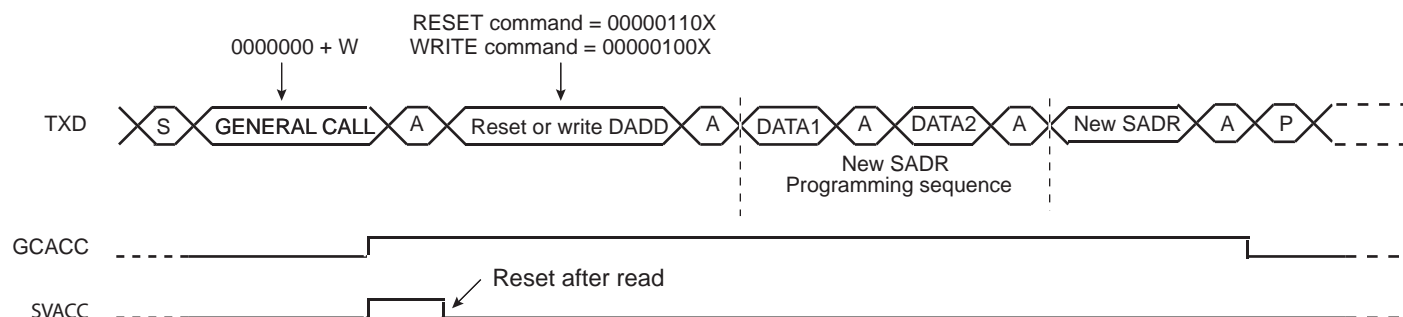 RESET command = 00000110X
0000000 + W
WRITE command = 00000100X
TXD
S
GENERAL CALL
A
Reset or write DADD
A
DATA1
A
DATA2
A
New SADR
A
P
New SADR
Programming sequence
GCACC
Reset after read
SVACC